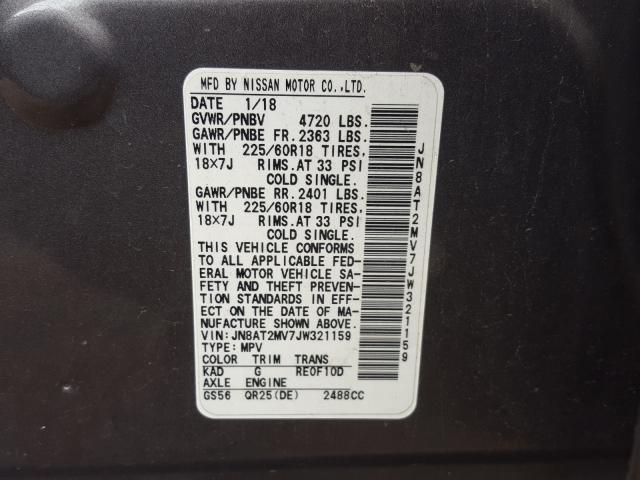 MFD BY NISSAN MOTOR CO.,LTD.
DATE 1/18
GVWR/PNBV 4720 LBS.
GAWR/PNBE FR. 2363 LBS.
WITH 225/60R18 TIRES,
18×7J RIMS. AT 33 PSI
COLD SINGLE.
GAWR/PNBE RR. 2401 LBS.
WITH 225/60R18 TIRES,
18×7J RIMS. AT 33 PSI
COLD SINGLE.
THIS VEHICLE CONFORMS
TO ALL APPLICABLE FED-
ERAL MOTOR VEHICLE SA-
FETY AND THEFT PREVEN-
TION STANDARDS IN EFF-
ECT ON THE DATE OF MA-
NUFACTURE SHOWN ABOVE.
VIN: JN8AT2MV7JW321159
TYPE: MPV
COLOR TRIM TRANS
KAD G RE0F10D
AXLE ENGINE
GS56 QR25(DE) 2488CC
JN8AT2MV7JW321159